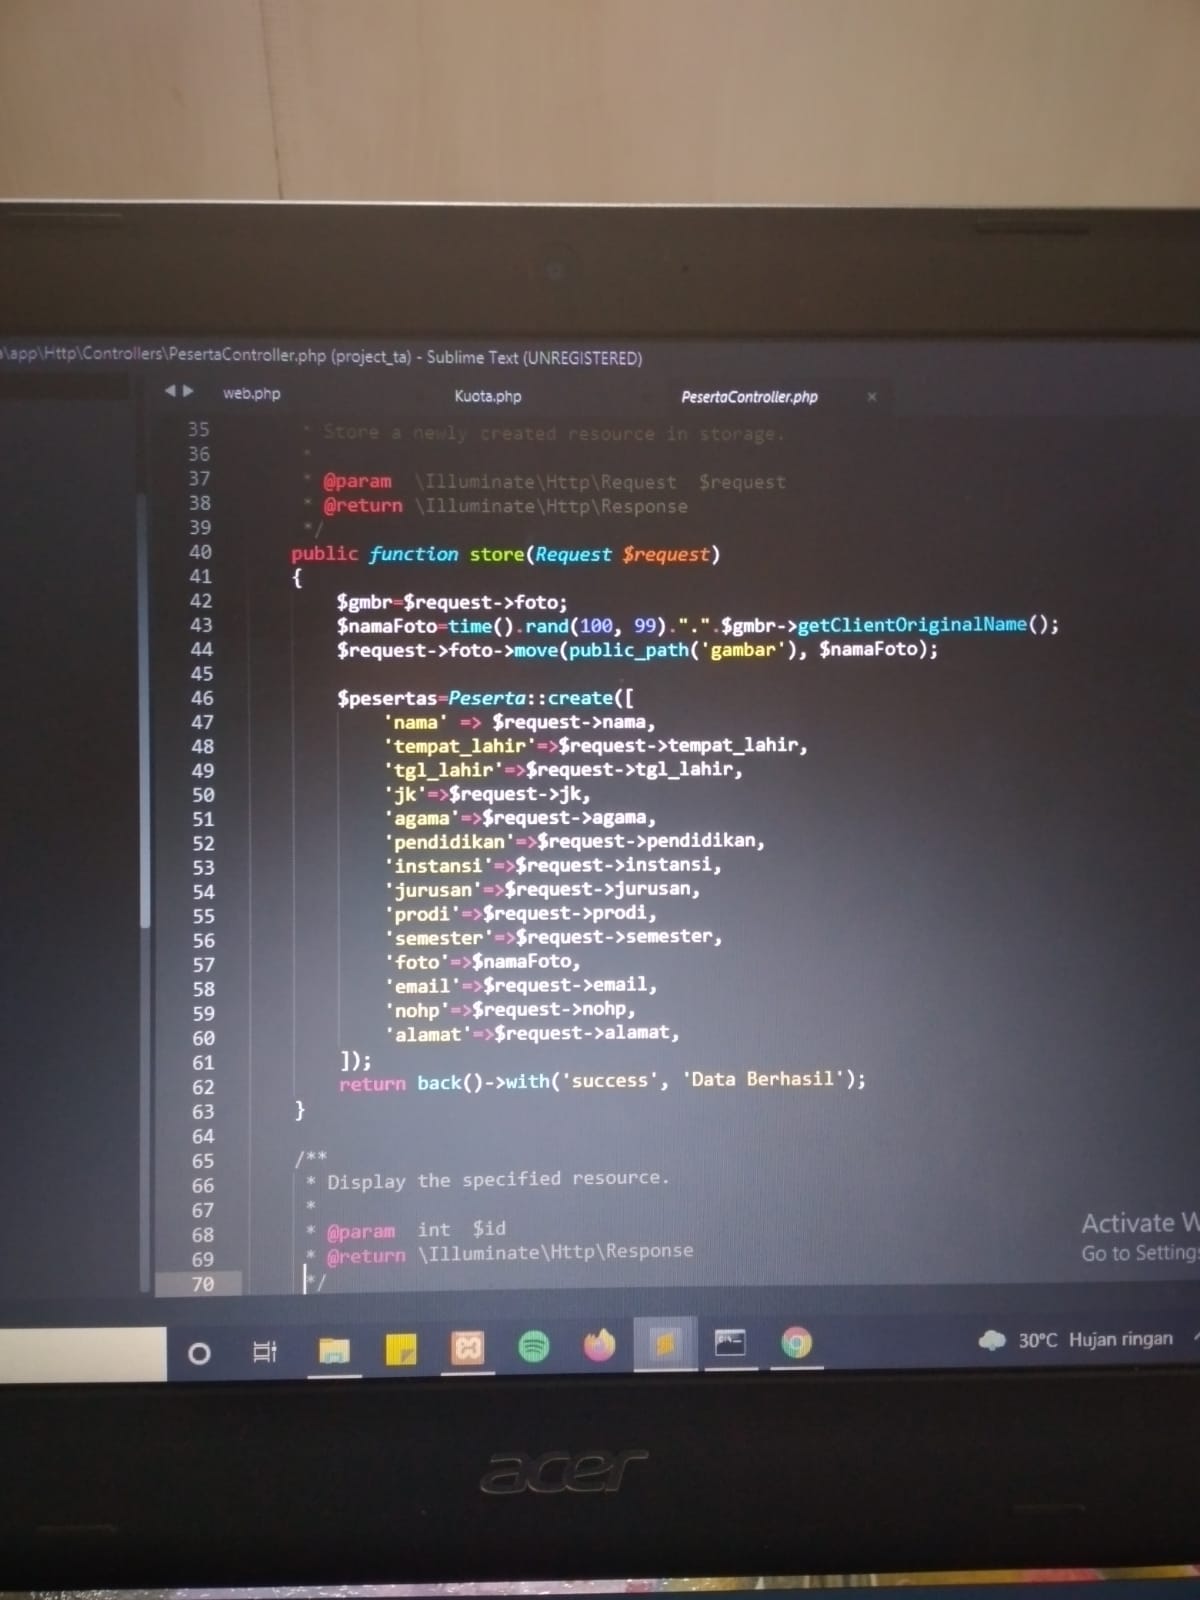 \app\Http\Controllers\PesertaController.php (project_ta) - Sublime Text (UNREGISTERED)
web.php Kuota.php PesertaController.php ×
35 * Store a newly created resource in storage.
36 *
37 * @param \Illuminate\Http\Request $request
38 * @return \Illuminate\Http\Response
39 */
40 public function store(Request $request)
41 {
42 $gmbr=$request->foto;
43 $namaFoto=time().rand(100, 99).".".$gmbr->getClientOriginalName();
44 $request->foto->move(public_path('gambar'), $namaFoto);
45
46 $pesertas=Peserta::create([
47 'nama' => $request->nama,
48 'tempat_lahir'=>$request->tempat_lahir,
49 'tgl_lahir'=>$request->tgl_lahir,
50 'jk'=>$request->jk,
51 'agama'=>$request->agama,
52 'pendidikan'=>$request->pendidikan,
53 'instansi'=>$request->instansi,
54 'jurusan'=>$request->jurusan,
55 'prodi'=>$request->prodi,
56 'semester'=>$request->semester,
57 'foto'=>$namaFoto,
58 'email'=>$request->email,
59 'nohp'=>$request->nohp,
60 'alamat'=>$request->alamat,
61 ]);
62 return back()->with('success', 'Data Berhasil');
63 }
64
65 /**
66 * Display the specified resource.
67 *
68 * @param int $id
69 * @return \Illuminate\Http\Response
70 */
Activate W
Go to Settings
30°C Hujan ringan
acer